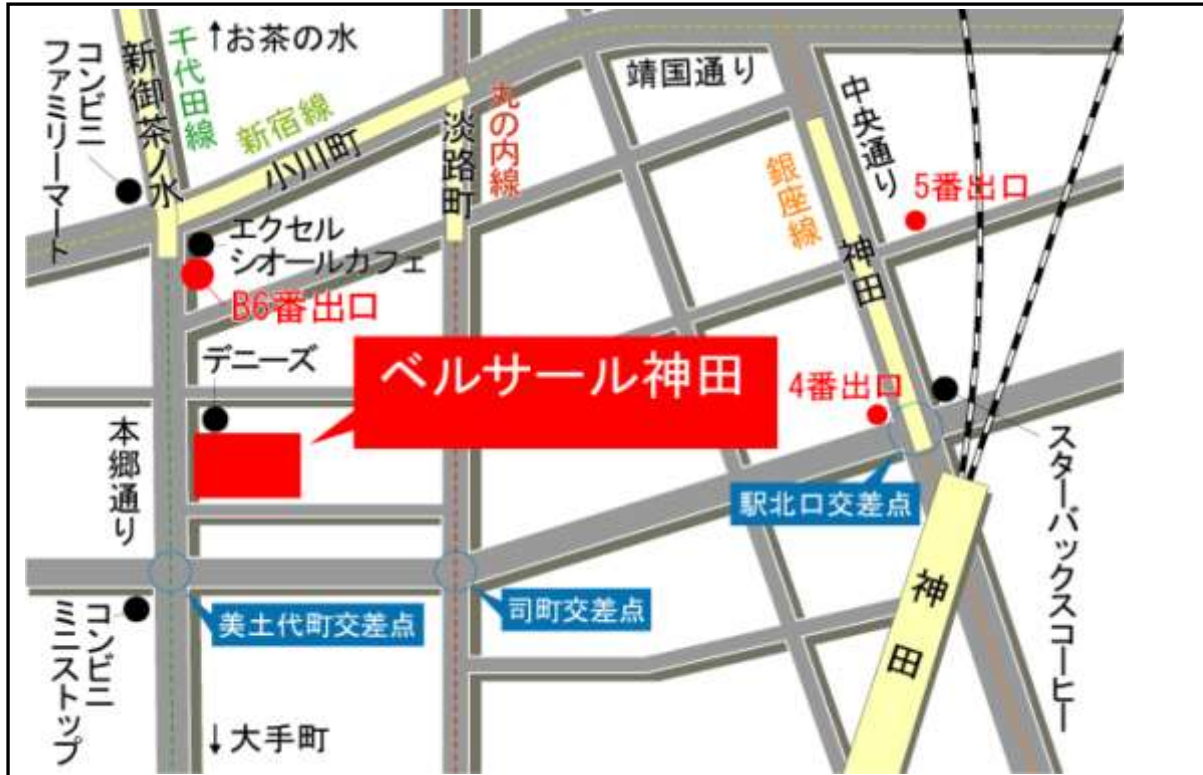 コンビニ
ファミリーマート
新御茶ノ水
千代田線
↑お茶の水
新宿線
小川町
淡路町
丸の内線
靖国通り
中央通り
銀座線
神田
5番出口
エクセル
シオールカフェ
B6番出口
デニーズ
ベルサール神田
4番出口
本郷通り
駅北口交差点
スターバックスコーヒー
神田
美土代町交差点
司町交差点
コンビニ
ミニストップ
↓大手町